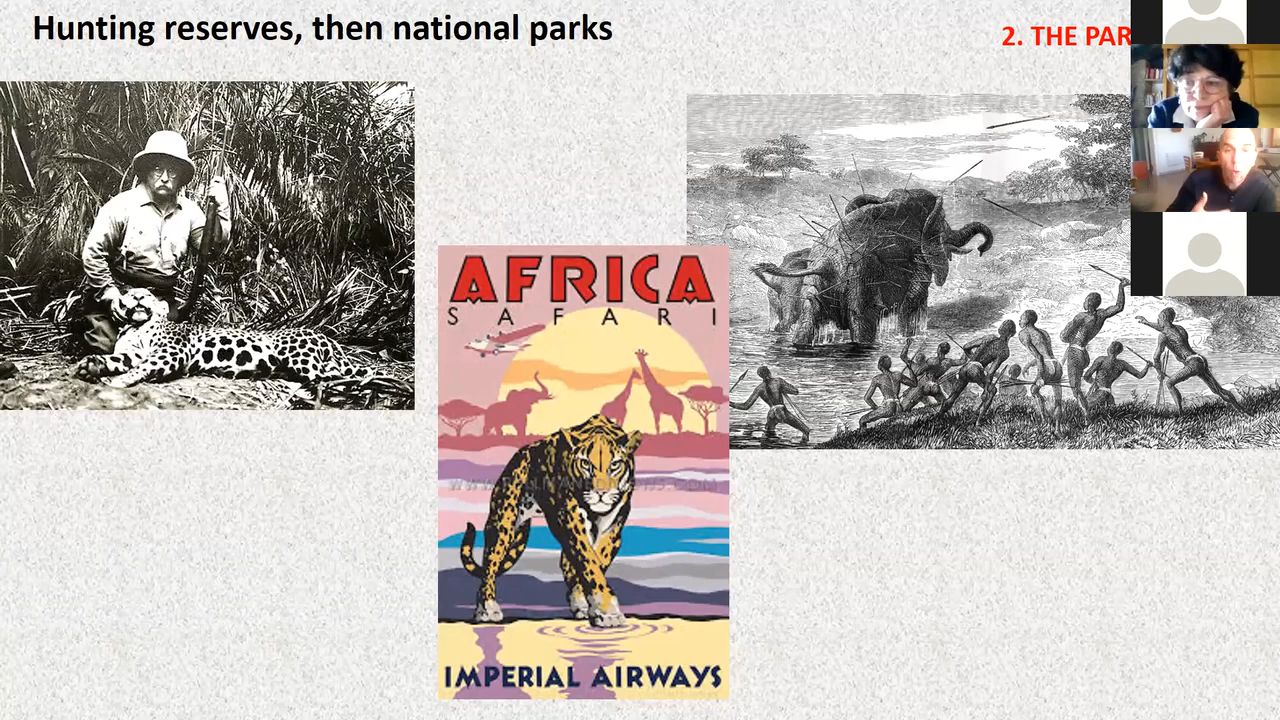 Hunting reserves, then national parks
2. THE PAR
AFRICA
SAFARI
IMPERIAL AIRWAYS